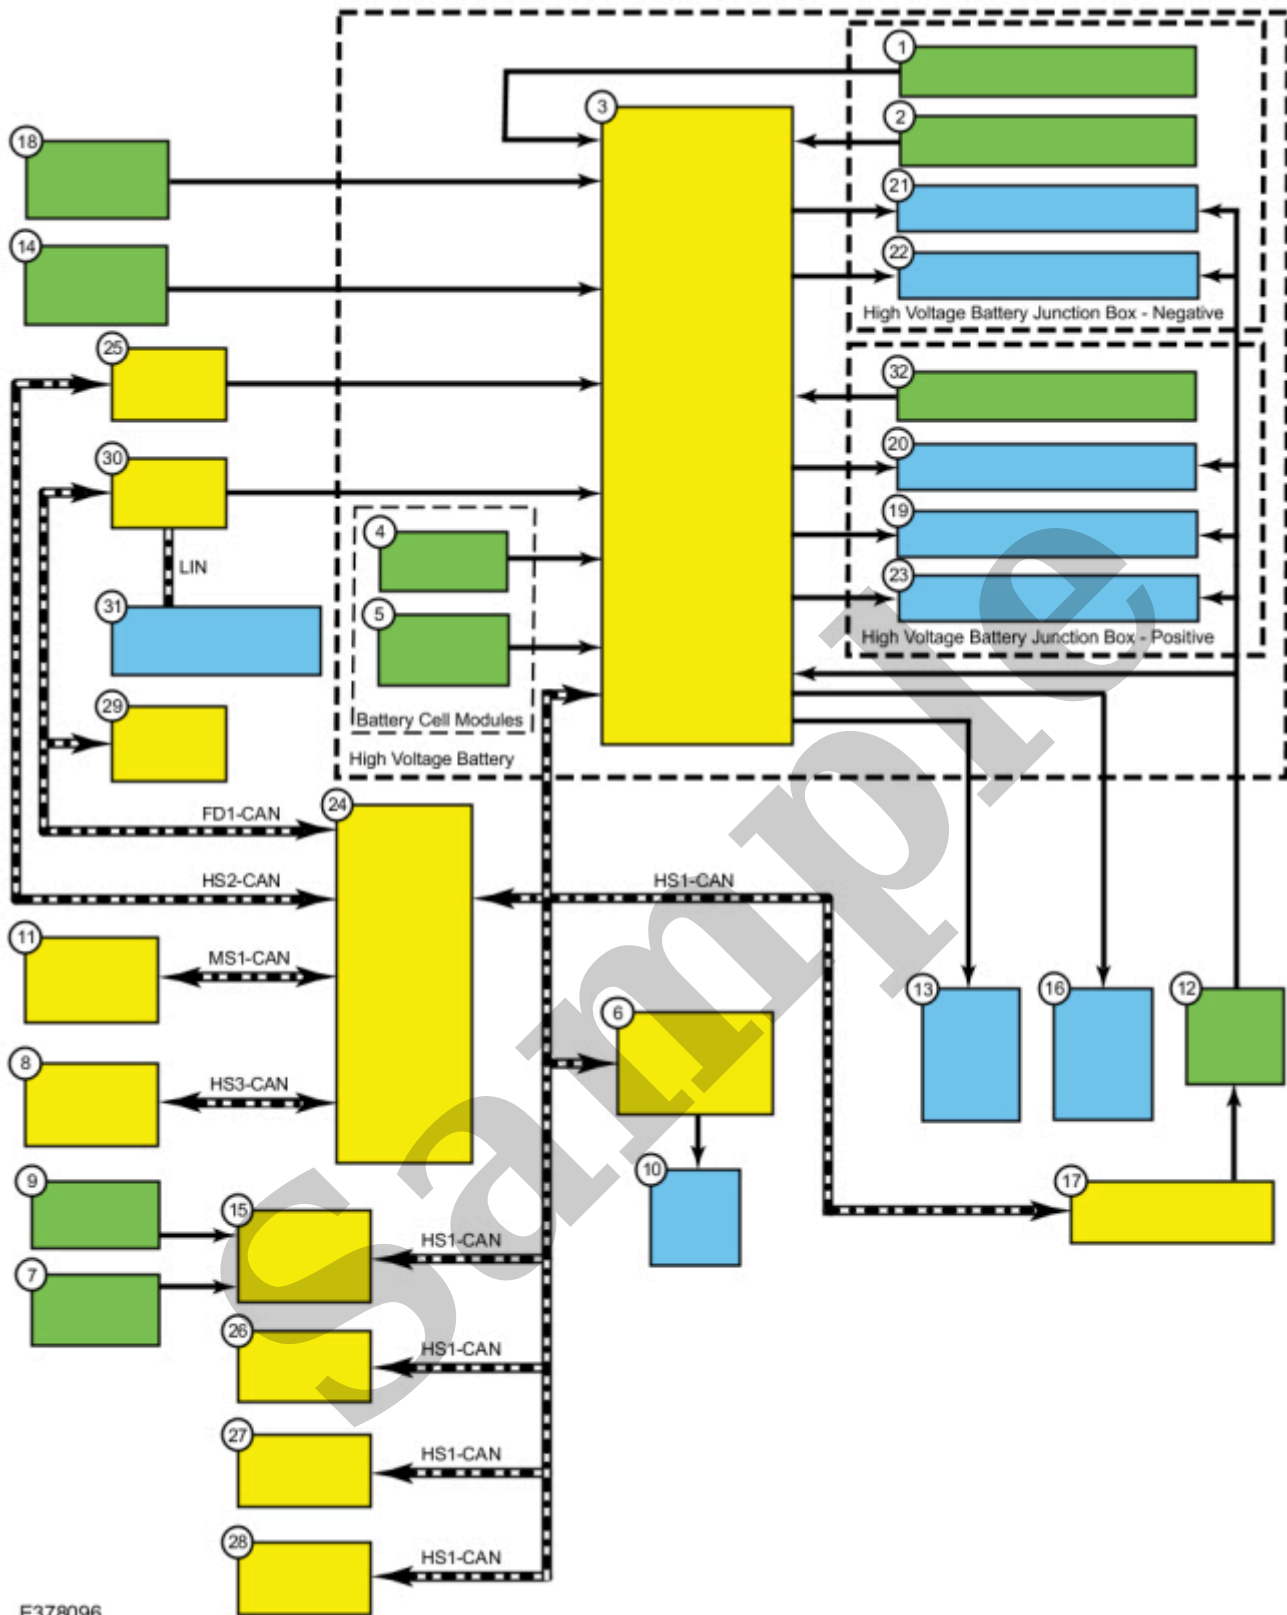 1
3
2
18
21
14
22
High Voltage Battery Junction Box - Negative
25
32
30
20
4
19
LIN
23
31
5
High Voltage Battery Junction Box - Positive
29
Battery Cell Modules
High Voltage Battery
24
FD1-CAN
HS2-CAN
HS1-CAN
11
MS1-CAN
13
16
12
6
8
HS3-CAN
10
9
17
15
HS1-CAN
7
26
HS1-CAN
27
HS1-CAN
28
HS1-CAN
E378096
Sample